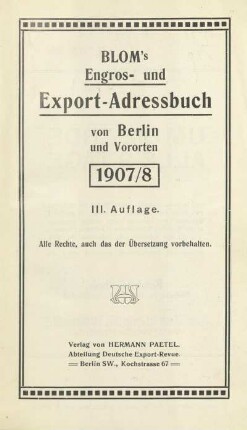 BLOM's
Engros- und
Export-Adressbuch
von Berlin
und Vororten
1907/8
III. Auflage.
Alle Rechte, auch das der Übersetzung vorbehalten.
Verlag von HERMANN PAETEL.
Abteilung Deutsche Export-Revue.
Berlin SW., Kochstrasse 67